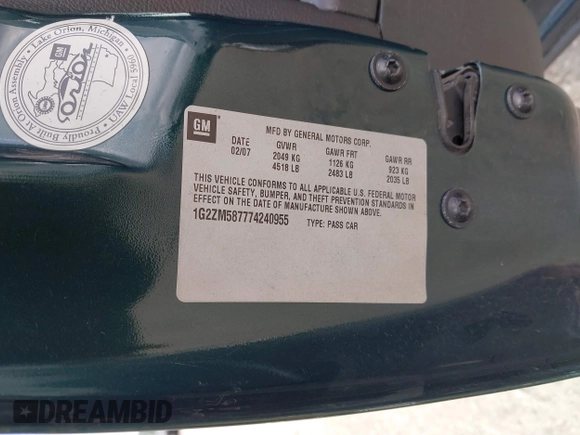 Proudly Built At Orion Assembly • Lake Orion, Michigan
GM
Orion
GM
MFD BY GENERAL MOTORS CORP.
DATE GVWR GAWR FRT GAWR RR
02/07 2049 KG 1126 KG 923 KG
4518 LB 2483 LB 2035 LB
THIS VEHICLE CONFORMS TO ALL APPLICABLE U.S. FEDERAL MOTOR
VEHICLE SAFETY, BUMPER, AND THEFT PREVENTION STANDARDS IN
EFFECT ON THE DATE OF MANUFACTURE SHOWN ABOVE.
1G2ZM587774240955 TYPE: PASS CAR
DREAMBID